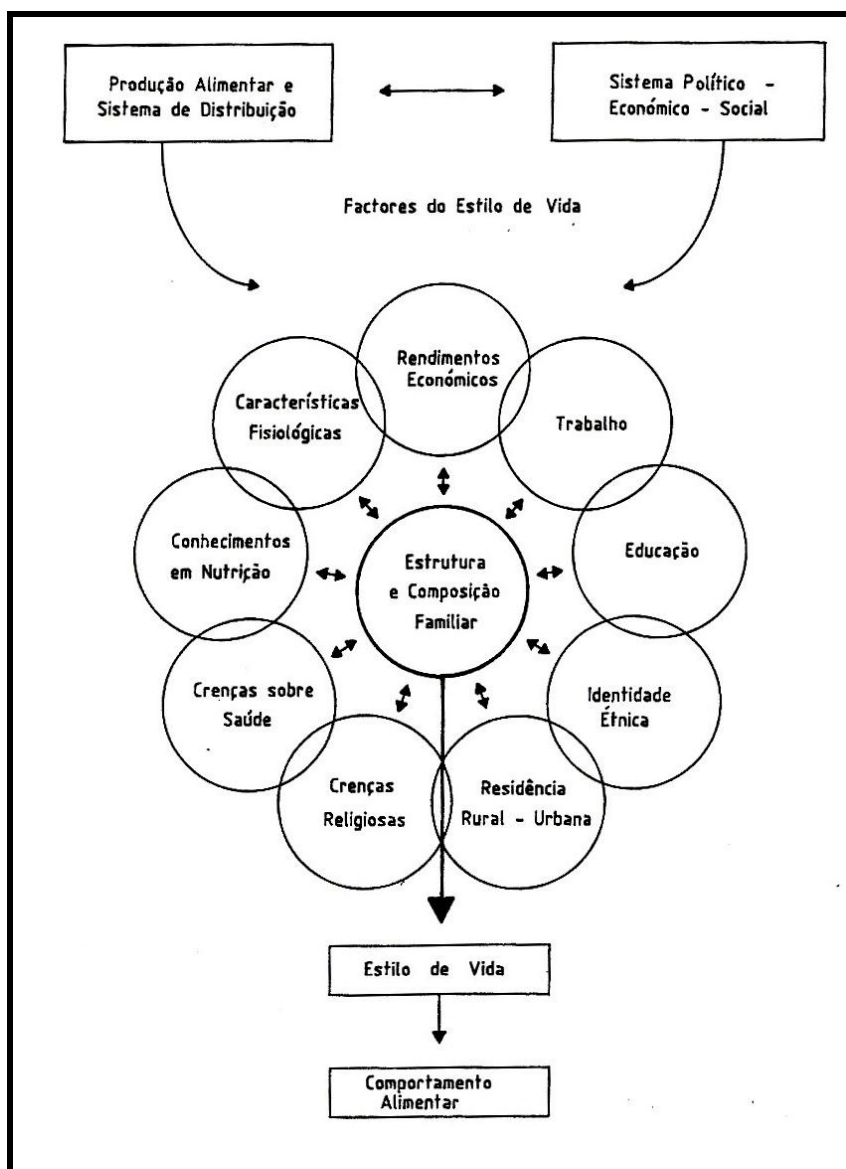 Produção Alimentar e
Sistema de Distribuição
Sistema Político -
Económico - Social
Factores do Estilo de Vida
Rendimentos
Económicos
Características
Fisiológicas
Trabalho
Conhecimentos
em Nutrição
Estrutura
e Composição
Familiar
Educação
Crenças sobre
Saúde
Identidade
Étnica
Crenças
Religiosas
Residência
Rural - Urbana
Estilo de Vida
Comportamento
Alimentar